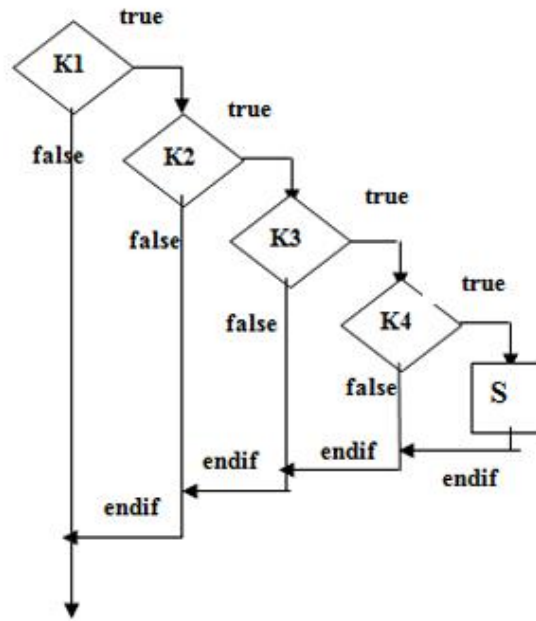 true
K1
true
false
K2
true
false
K3
true
false
K4
false
S
endif
endif
endif
endif